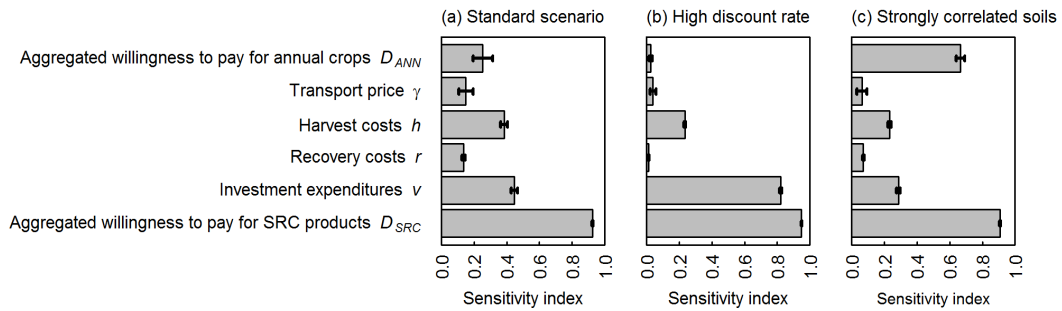 (a) Standard scenario (b) High discount rate (c) Strongly correlated soils
Aggregated willingness to pay for annual crops D_ANN
Transport price γ
Harvest costs h
Recovery costs r
Investment expenditures v
Aggregated willingness to pay for SRC products D_SRC
0.0 0.2 0.4 0.6 0.8 1.0 0.0 0.2 0.4 0.6 0.8 1.0 0.0 0.2 0.4 0.6 0.8 1.0
Sensitivity index Sensitivity index Sensitivity index